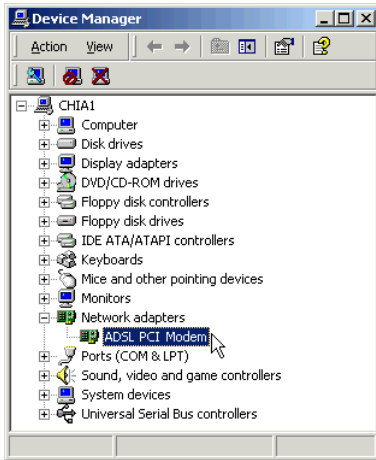 Device Manager
Action View
CHIA1
Computer
Disk drives
Display adapters
DVD/CD-ROM drives
Floppy disk controllers
Floppy disk drives
IDE ATA/ATAPI controllers
Keyboards
Mice and other pointing devices
Monitors
Network adapters
ADSL PCI Modem
Ports (COM & LPT)
Sound, video and game controllers
System devices
Universal Serial Bus controllers